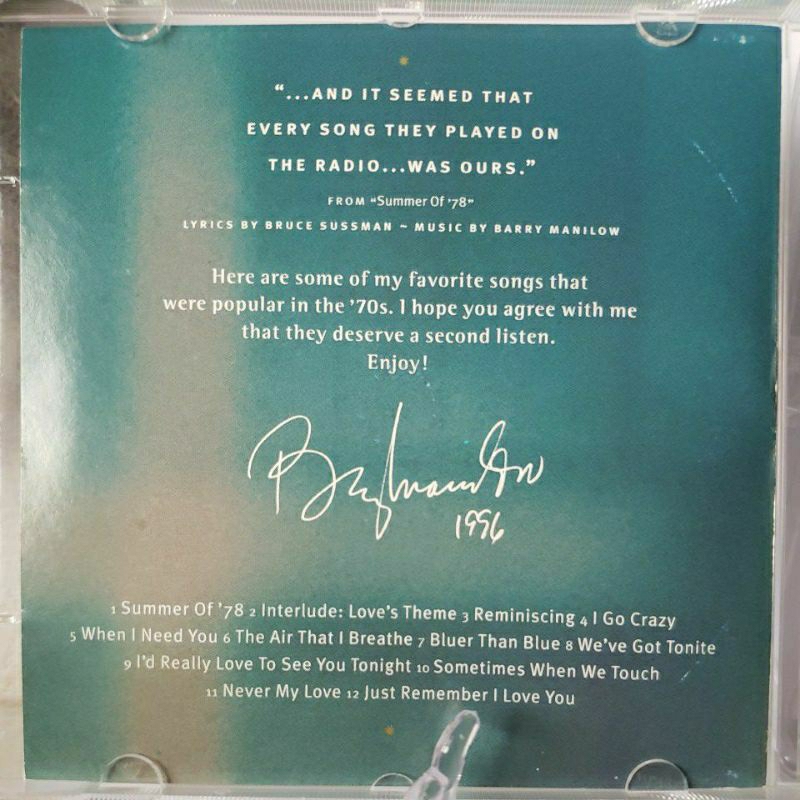 “...AND IT SEEMED THAT
EVERY SONG THEY PLAYED ON
THE RADIO...WAS OURS.”
FROM “Summer Of ’78”
LYRICS BY BRUCE SUSSMAN ~ MUSIC BY BARRY MANILOW
Here are some of my favorite songs that
were popular in the ’70s. I hope you agree with me
that they deserve a second listen.
Enjoy!
Barry Manilow
1996
1 Summer Of ’78 2 Interlude: Love’s Theme 3 Reminiscing 4 I Go Crazy
5 When I Need You 6 The Air That I Breathe 7 Bluer Than Blue 8 We’ve Got Tonite
9 I’d Really Love To See You Tonight 10 Sometimes When We Touch
11 Never My Love 12 Just Remember I Love You